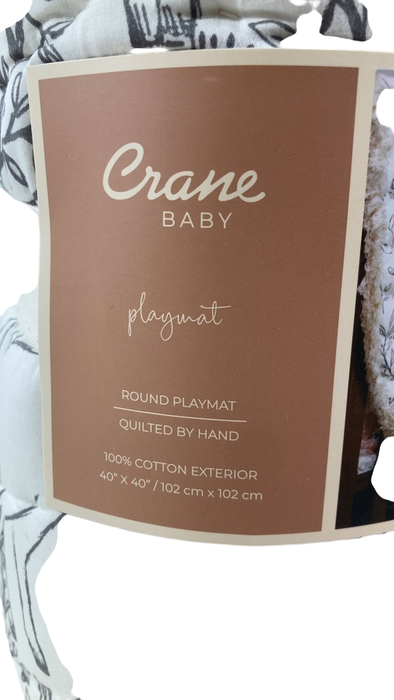 Crane
BABY
playmat
ROUND PLAYMAT
QUILTED BY HAND
100% COTTON EXTERIOR
40" X 40" / 102 cm x 102 cm